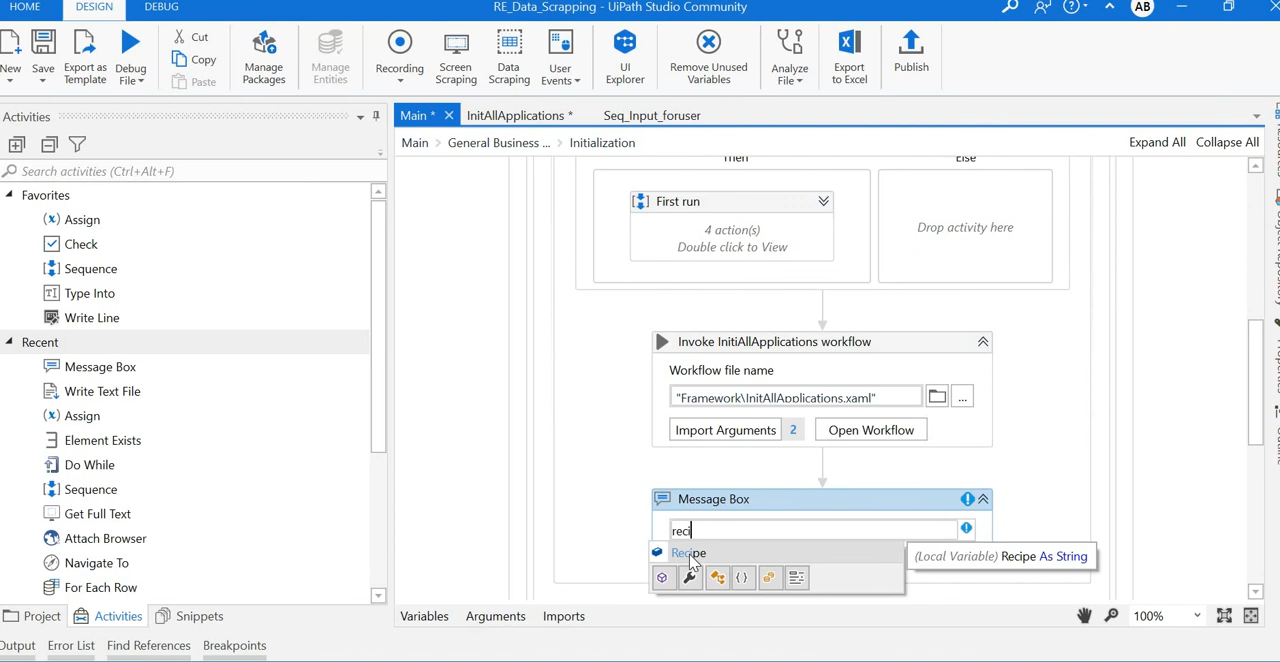 HOME DESIGN DEBUG
RE_Data_Scrapping - UiPath Studio Community
AB
New
Save
Export as Template
Debug File
Cut
Copy
Paste
Manage Packages
Manage Entities
Recording
Screen Scraping
Data Scraping
User Events
UI Explorer
Remove Unused Variables
Analyze File
Export to Excel
Publish
Activities
Search activities (Ctrl+Alt+F)
Favorites
Assign
Check
Sequence
Type Into
Write Line
Recent
Message Box
Write Text File
Assign
Element Exists
Do While
Sequence
Get Full Text
Attach Browser
Navigate To
For Each Row
Project Activities Snippets
Output Error List Find References Breakpoints
Main * InitAllApplications * Seq_Input_foruser
Main > General Business ... > Initialization Expand All Collapse All
Then Else
First run
4 action(s)
Double click to View
Drop activity here
Invoke InitiAllApplications workflow
Workflow file name
"Framework\InitAllApplications.xaml"
...
Import Arguments 2 Open Workflow
Message Box
reci
Recipe
(Local Variable) Recipe As String
Variables Arguments Imports
100%